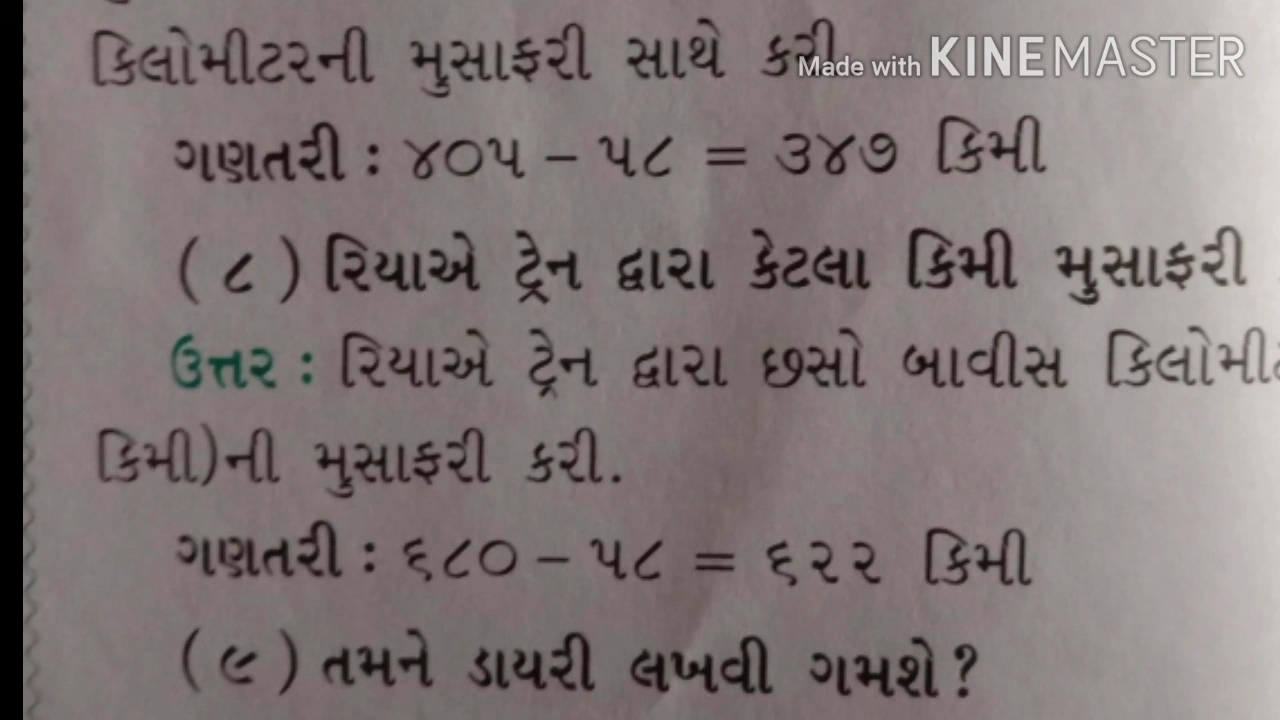 કિલોમીટરની મુસાફરી સાથે કરી
Made with KINEMASTER
ગણતરી : ૪૦૫ – ૫૮ = ૩૪૭ કિમી
(૮) રિયાએ ટ્રેન દ્વારા કેટલા કિમી મુસાફરી
ઉત્તર : રિયાએ ટ્રેન દ્વારા છસો બાવીસ
કિમી)ની મુસાફરી કરી.
ગણતરી : ૬૮૦ – ૫૮ = ૬૨૨ કિમી
(૯) તમને ડાયરી લખવી ગમશે?